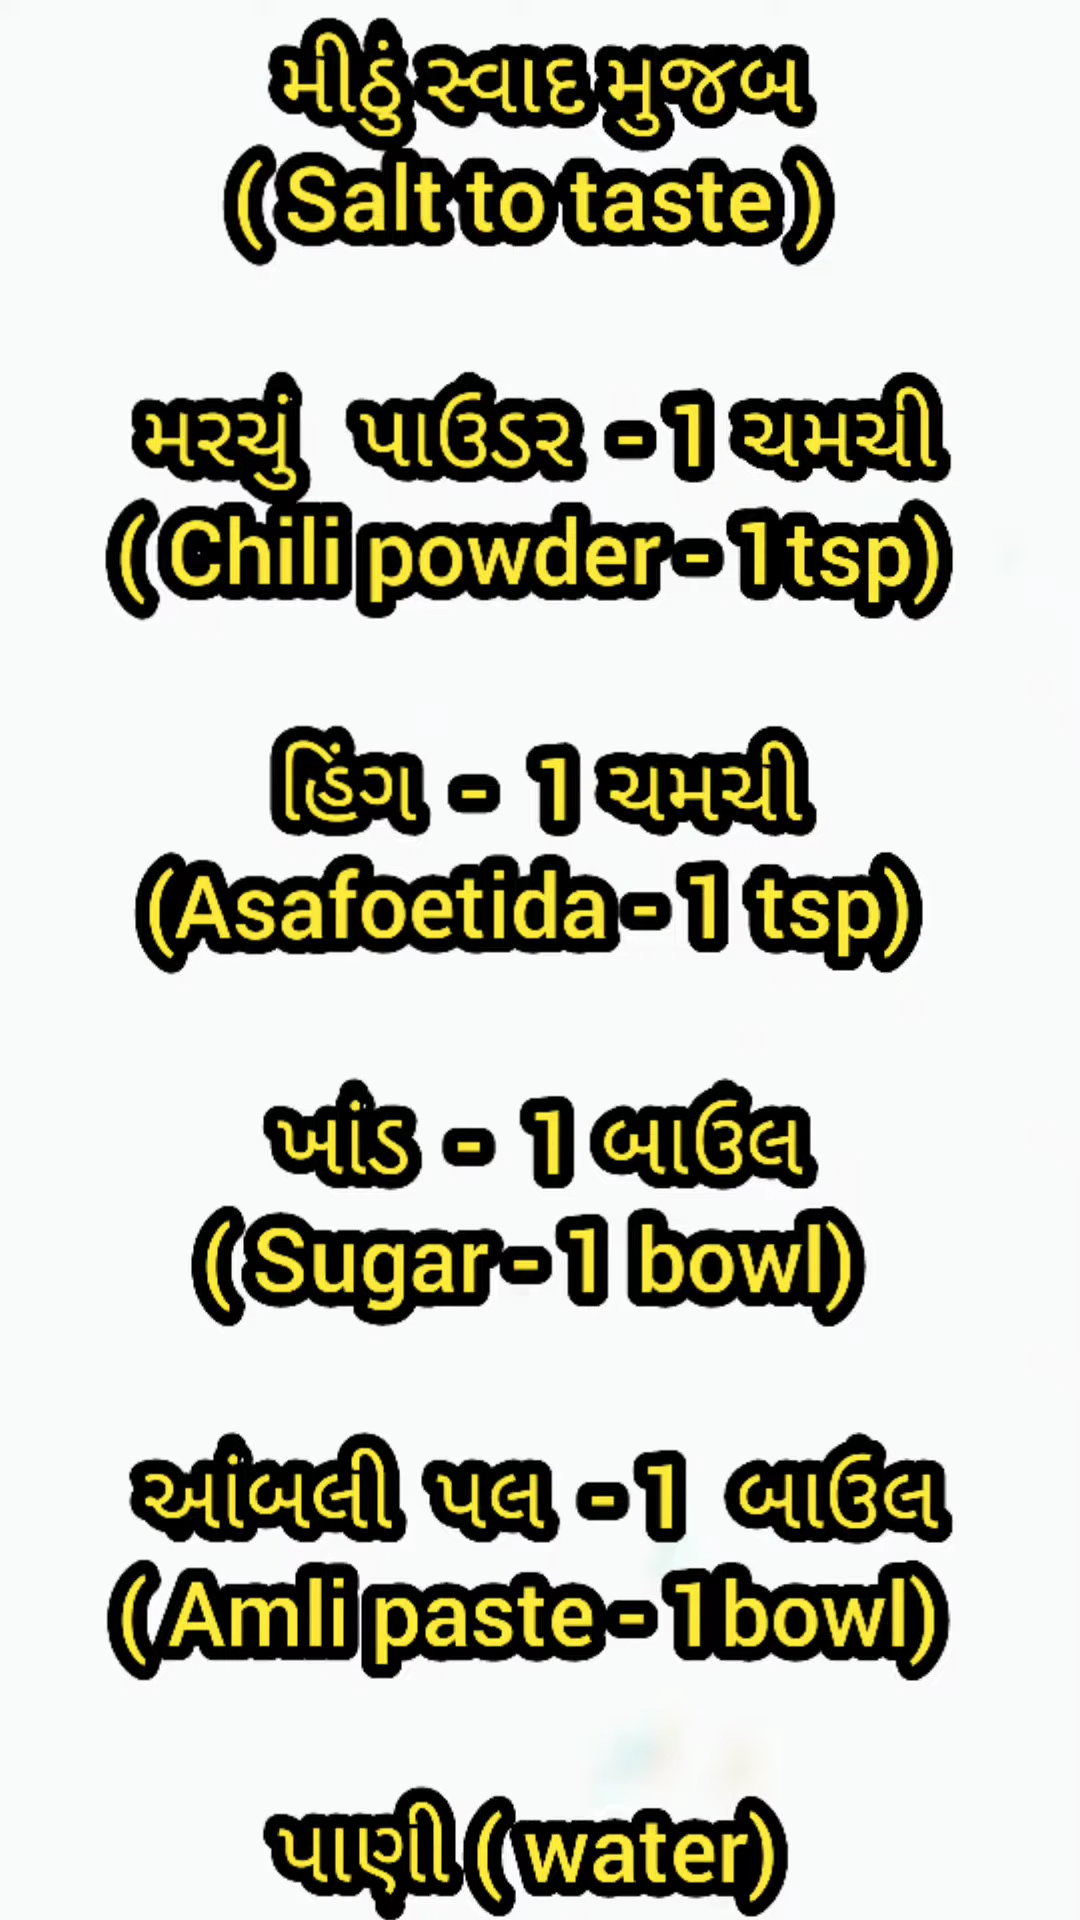 મીઠું સ્વાદ મુજબ
( Salt to taste )
મરચું પાઉડર - 1 ચમચી
( Chili powder - 1 tsp)
હિંગ - 1 ચમચી
(Asafoetida - 1 tsp)
ખાંડ - 1 બાઉલ
( Sugar - 1 bowl)
આંબલી પલ - 1 બાઉલ
( Amli paste - 1 bowl)
પાણી ( water)